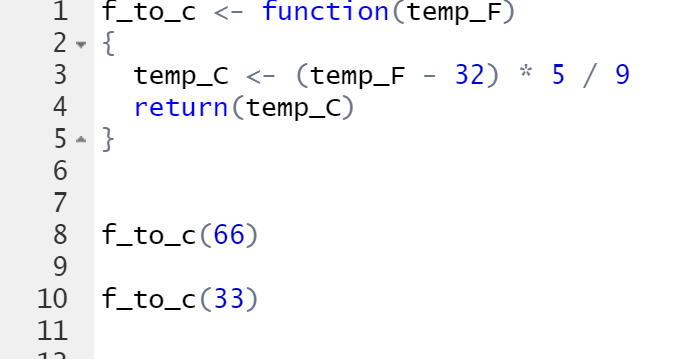 1 f_to_c <- function(temp_F)
2 {
3   temp_C <- (temp_F - 32) * 5 / 9
4   return(temp_C)
5 }
6
7
8 f_to_c(66)
9
10 f_to_c(33)
11
12